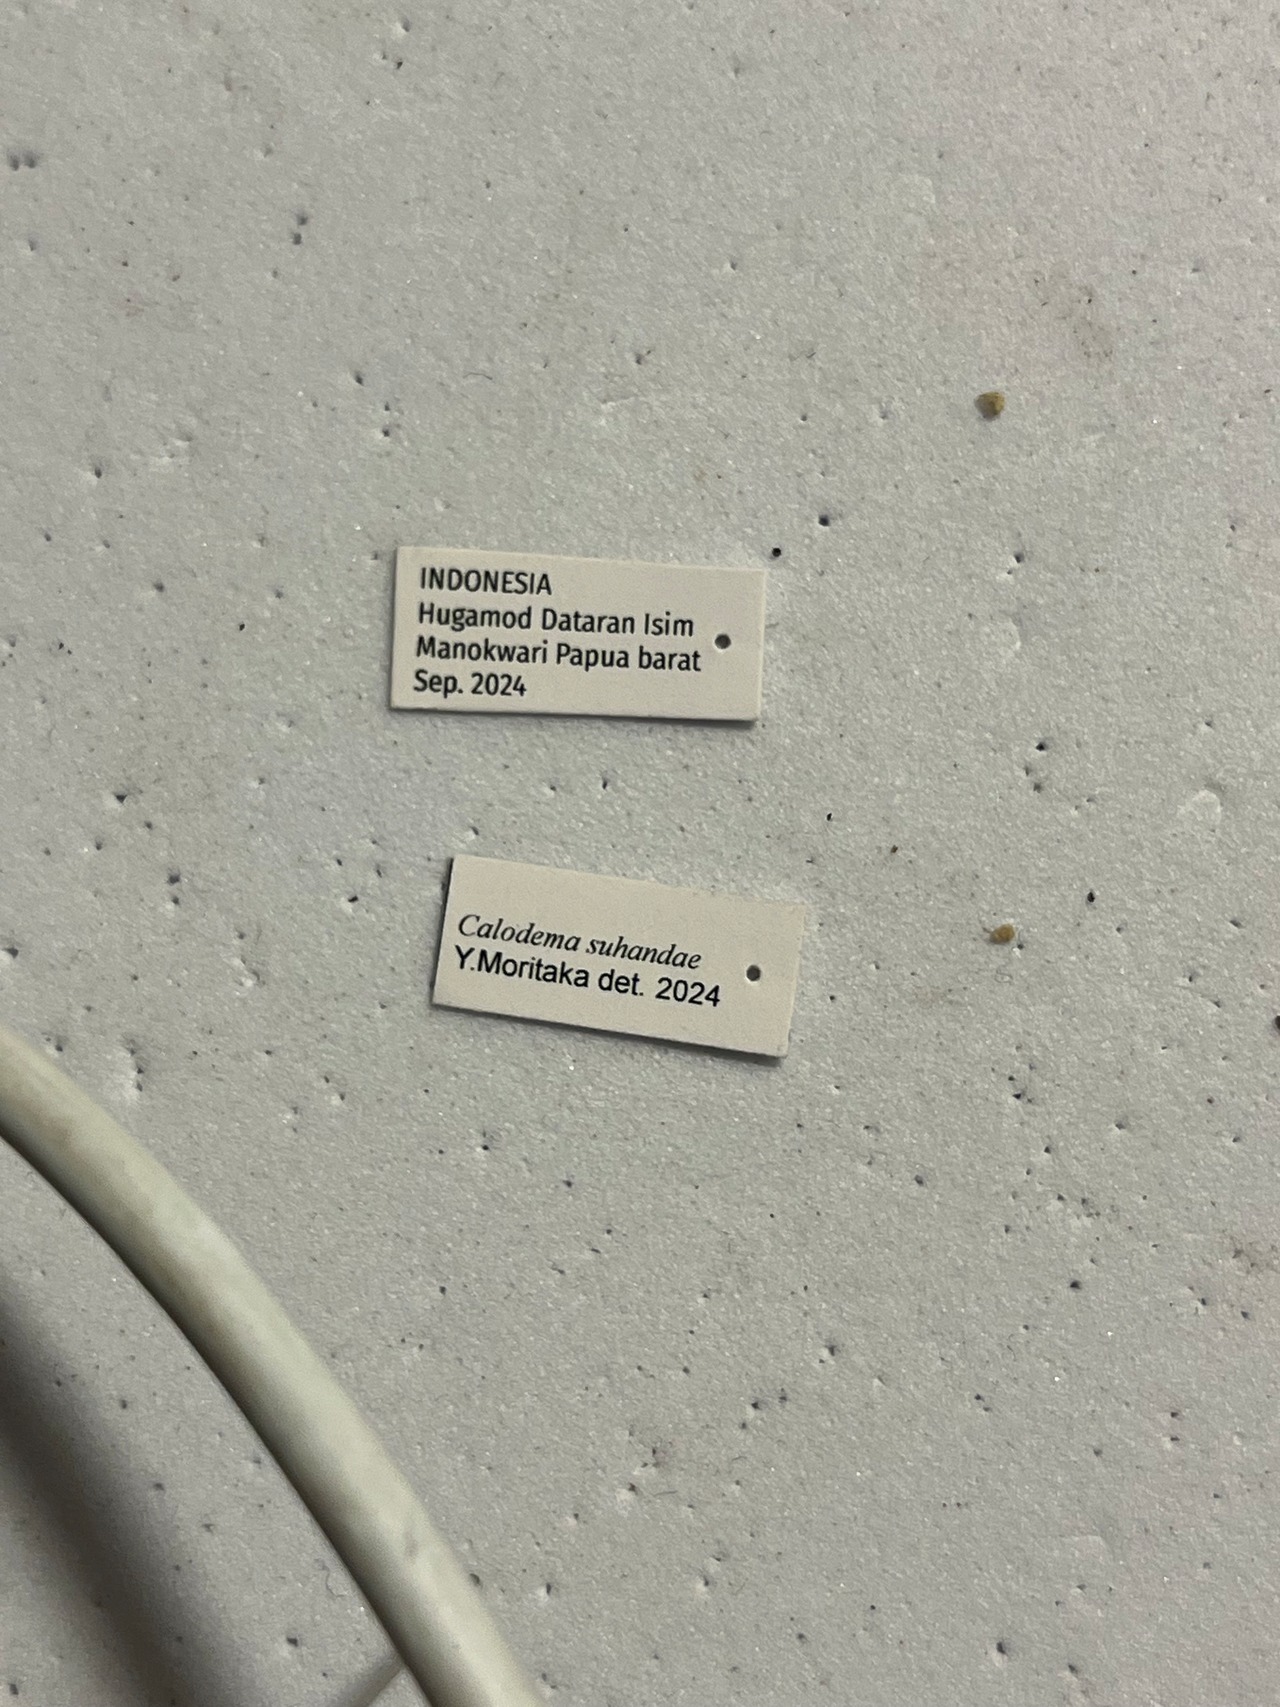 INDONESIA
Hugamod Dataran Isim
Manokwari Papua barat
Sep. 2024
Calodema suhandae
Y.Moritaka det. 2024